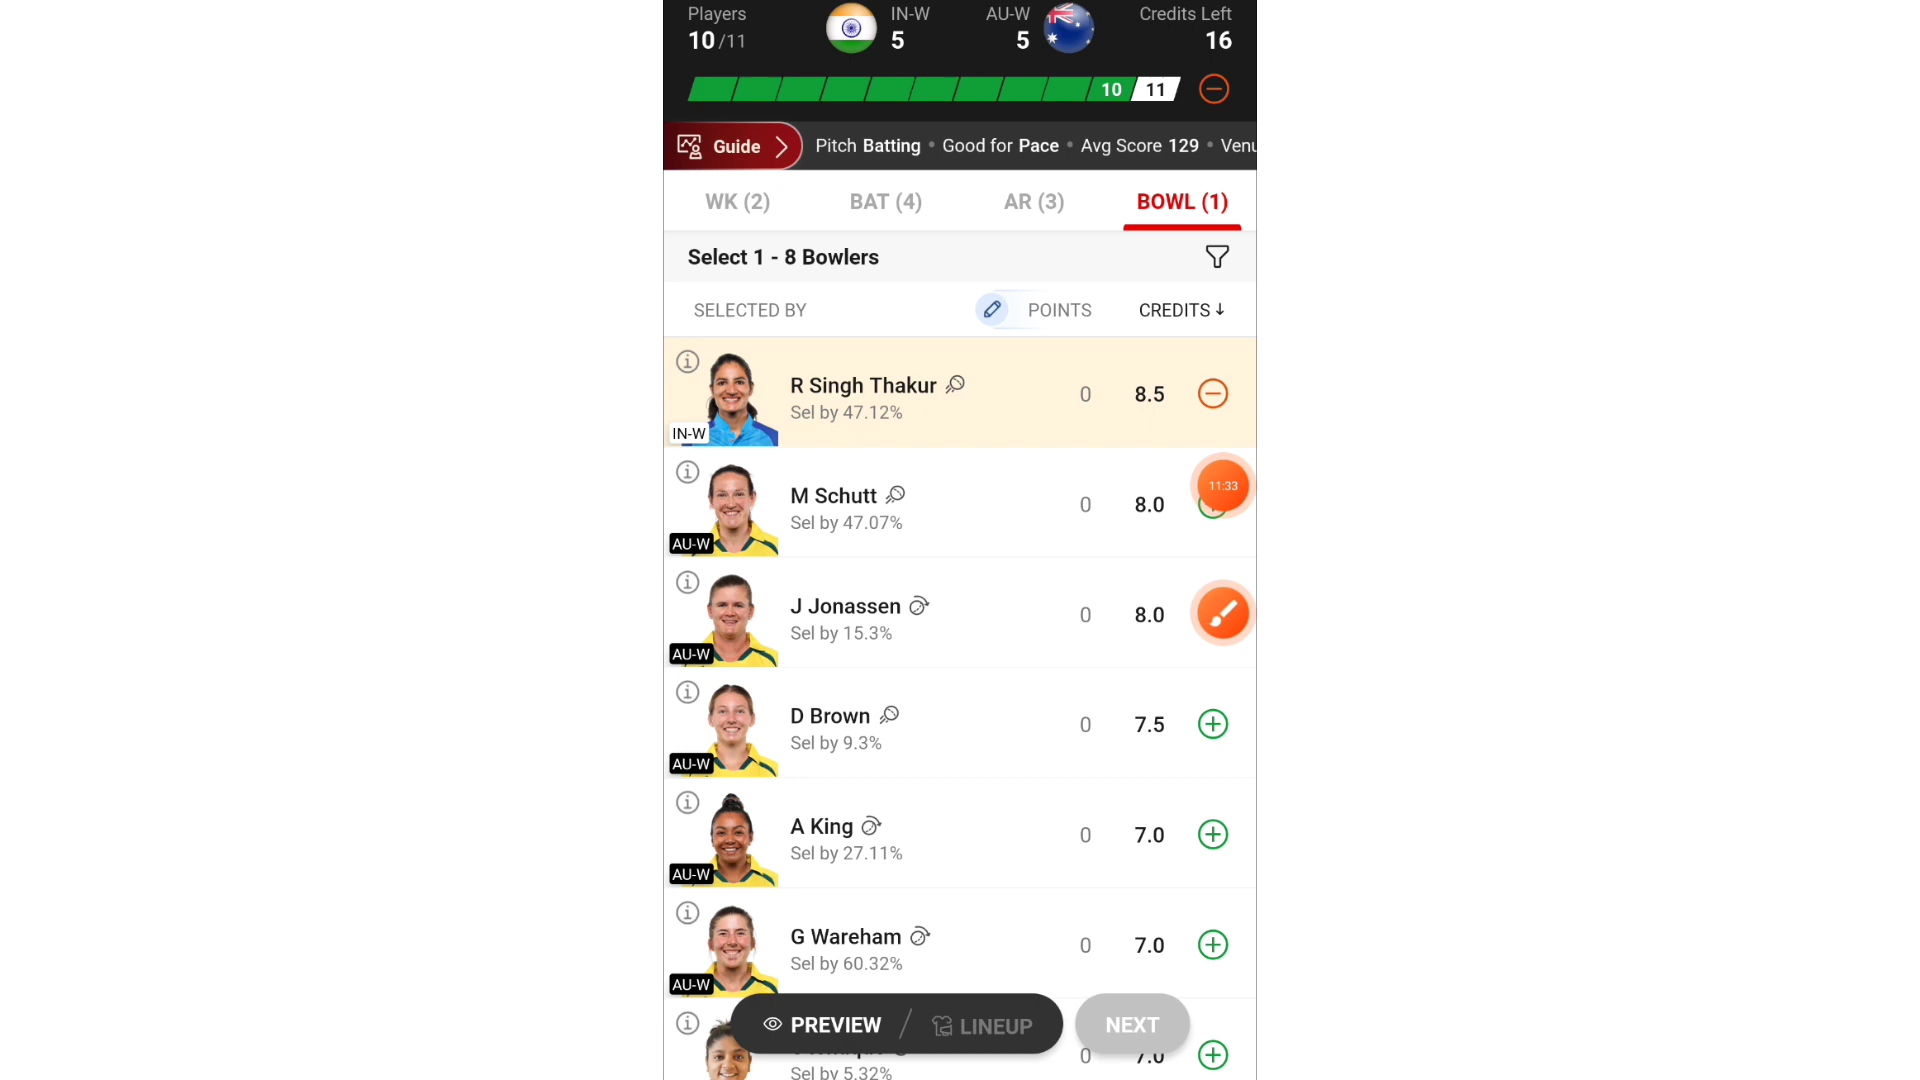 Players IN-W AU-W Credits Left
10/11 5 5 16
10 11
Guide Pitch Batting • Good for Pace • Avg Score 129 •
WK (2) BAT (4) AR (3) BOWL (1)
Select 1 - 8 Bowlers
SELECTED BY POINTS CREDITS ↓
R Singh Thakur
Sel by 47.12%
0 8.5
IN-W
M Schutt
Sel by 47.07%
0 8.0
11:33
AU-W
J Jonassen
Sel by 15.3%
0 8.0
AU-W
D Brown
Sel by 9.3%
0 7.5
AU-W
A King
Sel by 27.11%
0 7.0
AU-W
G Wareham
Sel by 60.32%
0 7.0
AU-W
PREVIEW / LINEUP NEXT
0 7.0
Sel by 5.32%